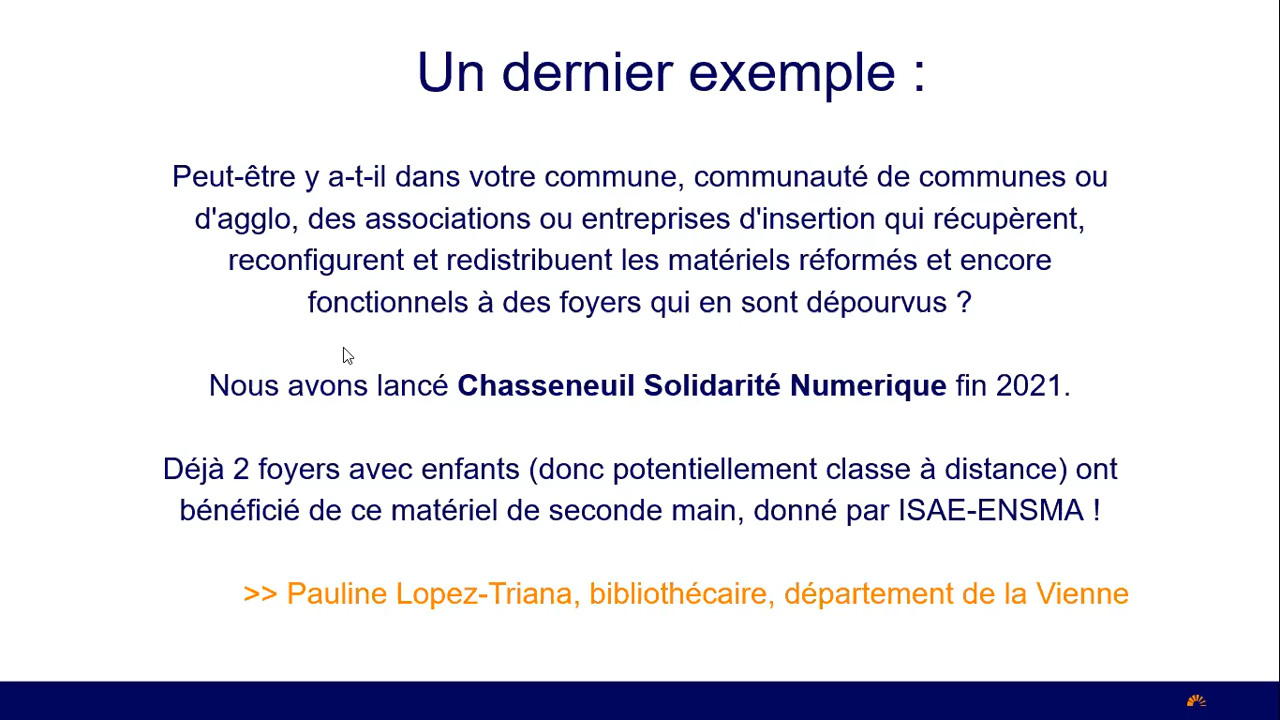 Un dernier exemple :
Peut-être y a-t-il dans votre commune, communauté de communes ou
d'agglo, des associations ou entreprises d'insertion qui récupèrent,
reconfigurent et redistribuent les matériels réformés et encore
fonctionnels à des foyers qui en sont dépourvus ?
Nous avons lancé Chasseneuil Solidarité Numerique fin 2021.
Déjà 2 foyers avec enfants (donc potentiellement classe à distance) ont
bénéficié de ce matériel de seconde main, donné par ISAE-ENSMA !
>> Pauline Lopez-Triana, bibliothécaire, département de la Vienne